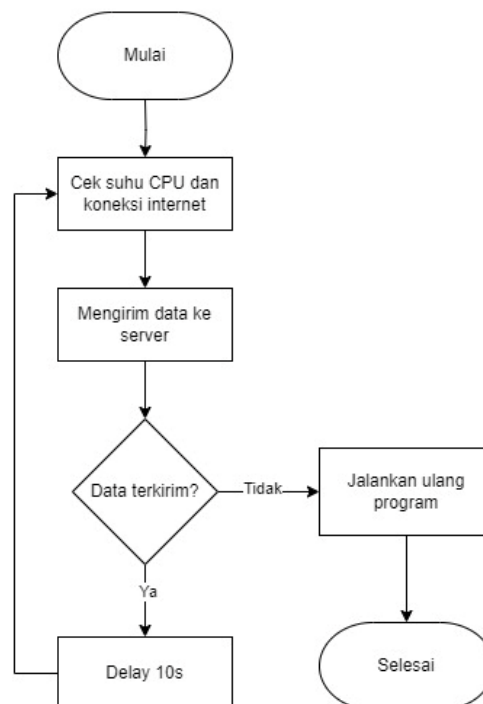 Mulai
Cek suhu CPU dan
koneksi internet
Mengirim data ke
server
Data terkirim?
Tidak
Jalankan ulang
program
Ya
Delay 10s
Selesai